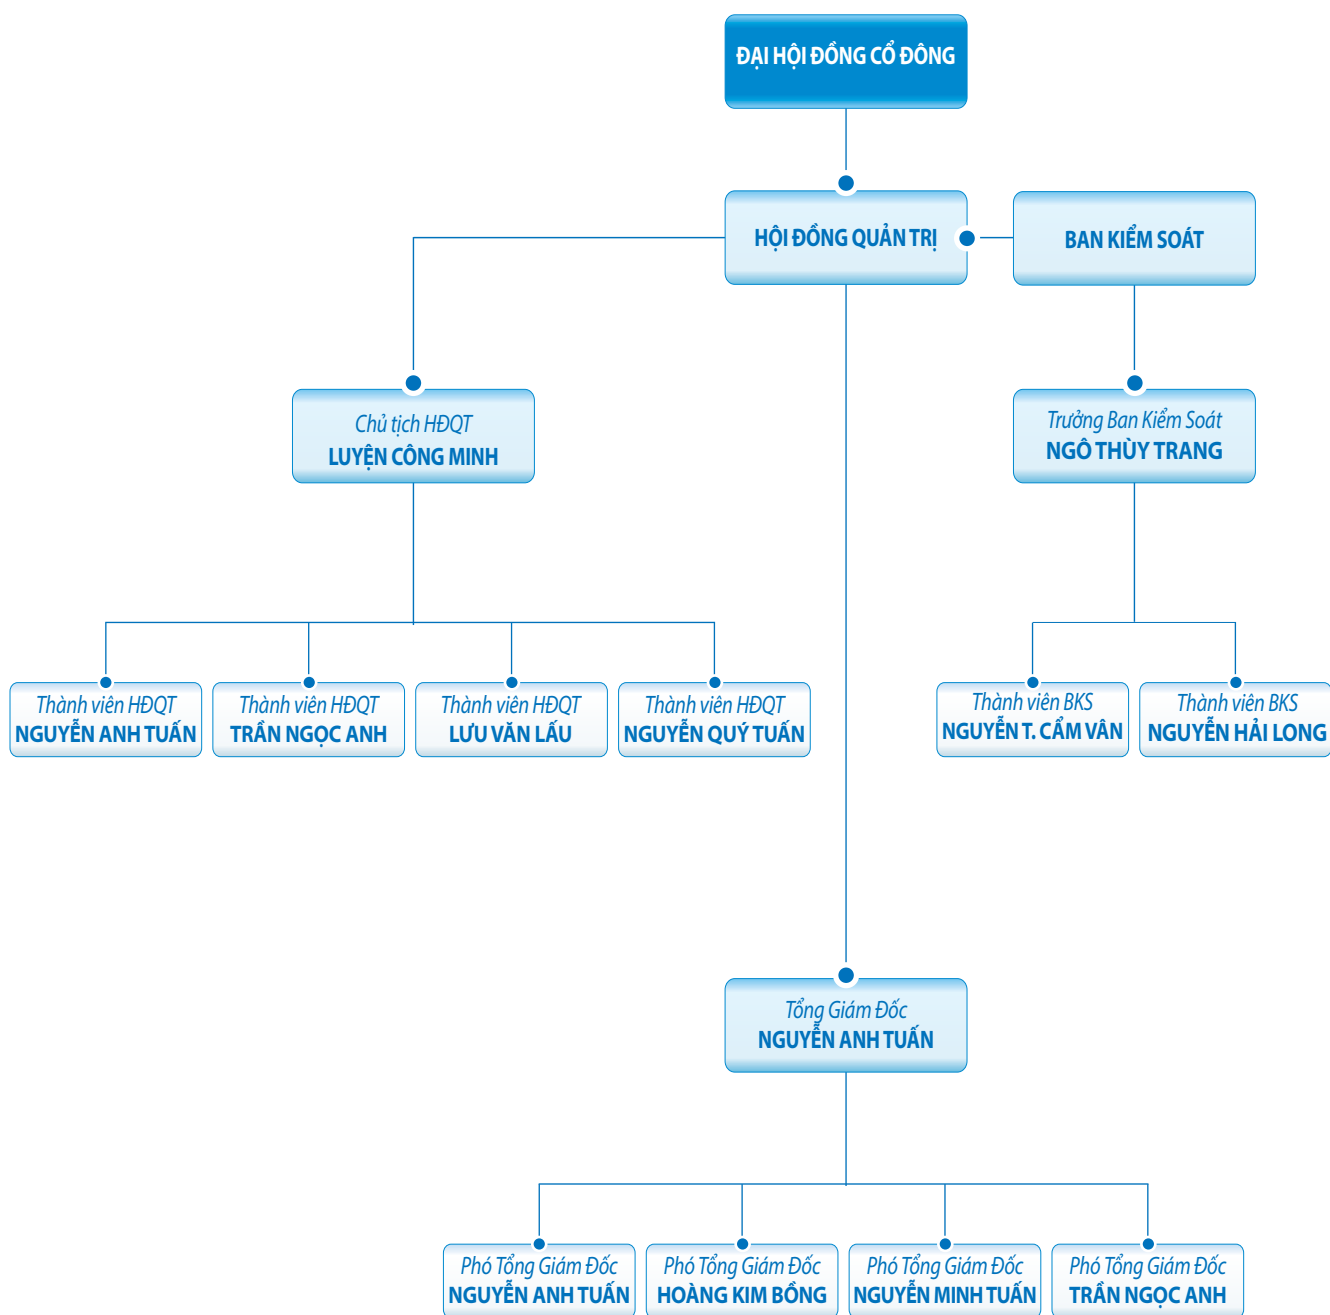 ĐẠI HỘI ĐỒNG CỔ ĐÔNG
HỘI ĐỒNG QUẢN TRỊ
BAN KIỂM SOÁT
Chủ tịch HĐQT
LUYỆN CÔNG MINH
Trưởng Ban Kiểm Soát
NGÔ THÙY TRANG
Thành viên HĐQT
NGUYỄN ANH TUẤN
Thành viên HĐQT
TRẦN NGỌC ANH
Thành viên HĐQT
LƯU VĂN LẤU
Thành viên HĐQT
NGUYỄN QUÝ TUẤN
Thành viên BKS
NGUYỄN T. CẨM VÂN
Thành viên BKS
NGUYỄN HẢI LONG
Tổng Giám Đốc
NGUYỄN ANH TUẤN
Phó Tổng Giám Đốc
NGUYỄN ANH TUẤN
Phó Tổng Giám Đốc
HOÀNG KIM BỒNG
Phó Tổng Giám Đốc
NGUYỄN MINH TUẤN
Phó Tổng Giám Đốc
TRẦN NGỌC ANH